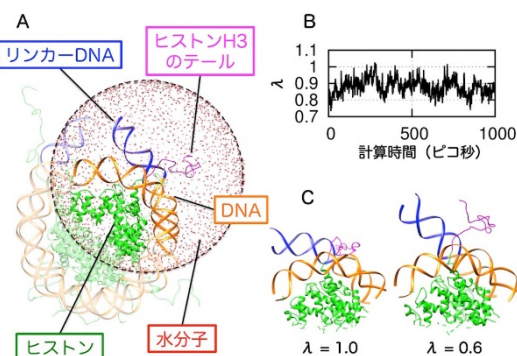 A
リンカーDNA
ヒストンH3
のテール
DNA
ヒストン
水分子
B
λ
1.1
1
0.9
0.8
0.7
0
500
1000
計算時間（ピコ秒）
C
λ = 1.0
λ = 0.6